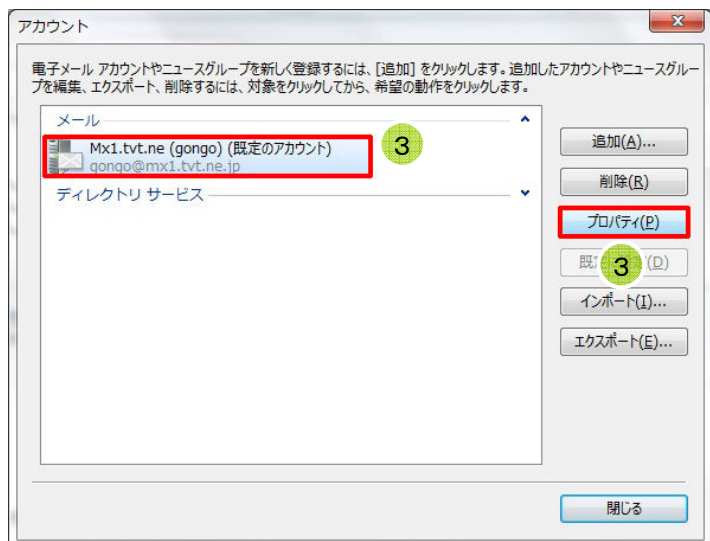 アカウント
電子メール アカウントやニュースグループを新しく登録するには、[追加] をクリックします。追加したアカウントやニュースグルー
プを編集、エクスポート、削除するには、対象をクリックしてから、希望の動作をクリックします。
メール
Mx1.tvt.ne (gongo) (既定のアカウント)
gongo@mx1.tvt.ne.jp
3
ディレクトリ サービス
追加(A)...
削除(R)
プロパティ(P)
3
(D)
インポート(I)...
エクスポート(E)...
閉じる